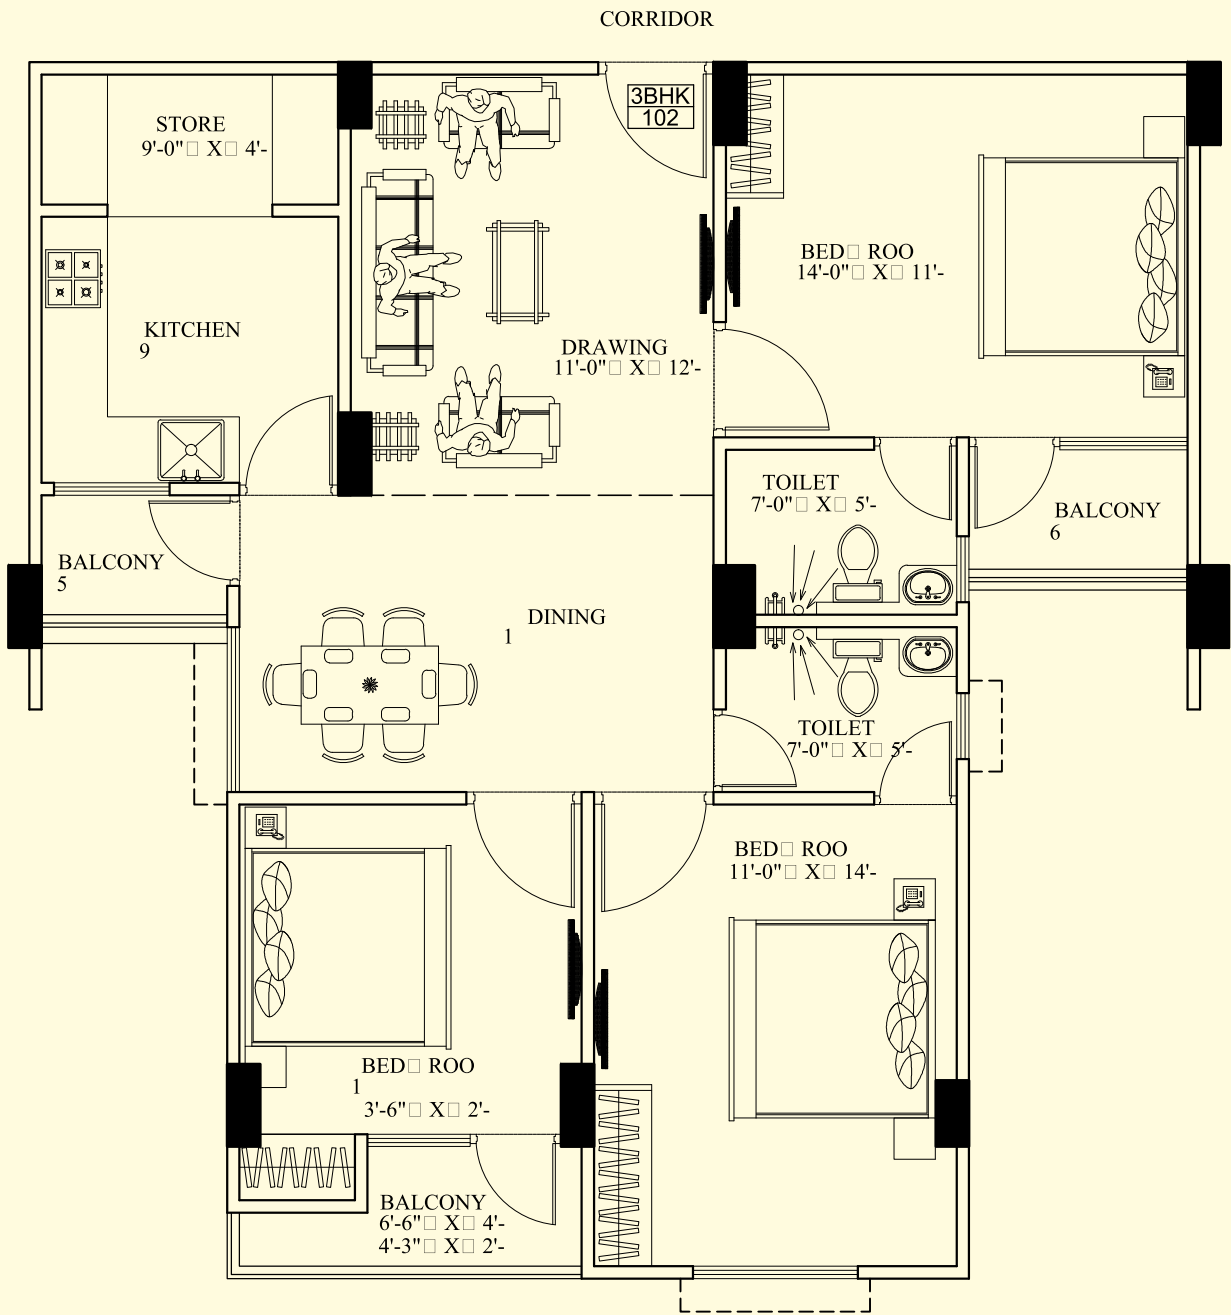 CORRIDOR
3BHK
102
STORE
9'-0"□ X□ 4'-
BED□ ROO
14'-0"□ X□ 11'-
KITCHEN
9
DRAWING
11'-0"□ X□ 12'-
TOILET
7'-0"□ X□ 5'-
BALCONY
6
BALCONY
5
DINING
1
TOILET
7'-0"□ X□ 5'-
BED□ ROO
11'-0"□ X□ 14'-
BED□ ROO
1
3'-6"□ X□ 2'-
BALCONY
6'-6"□ X□ 4'-
4'-3"□ X□ 2'-